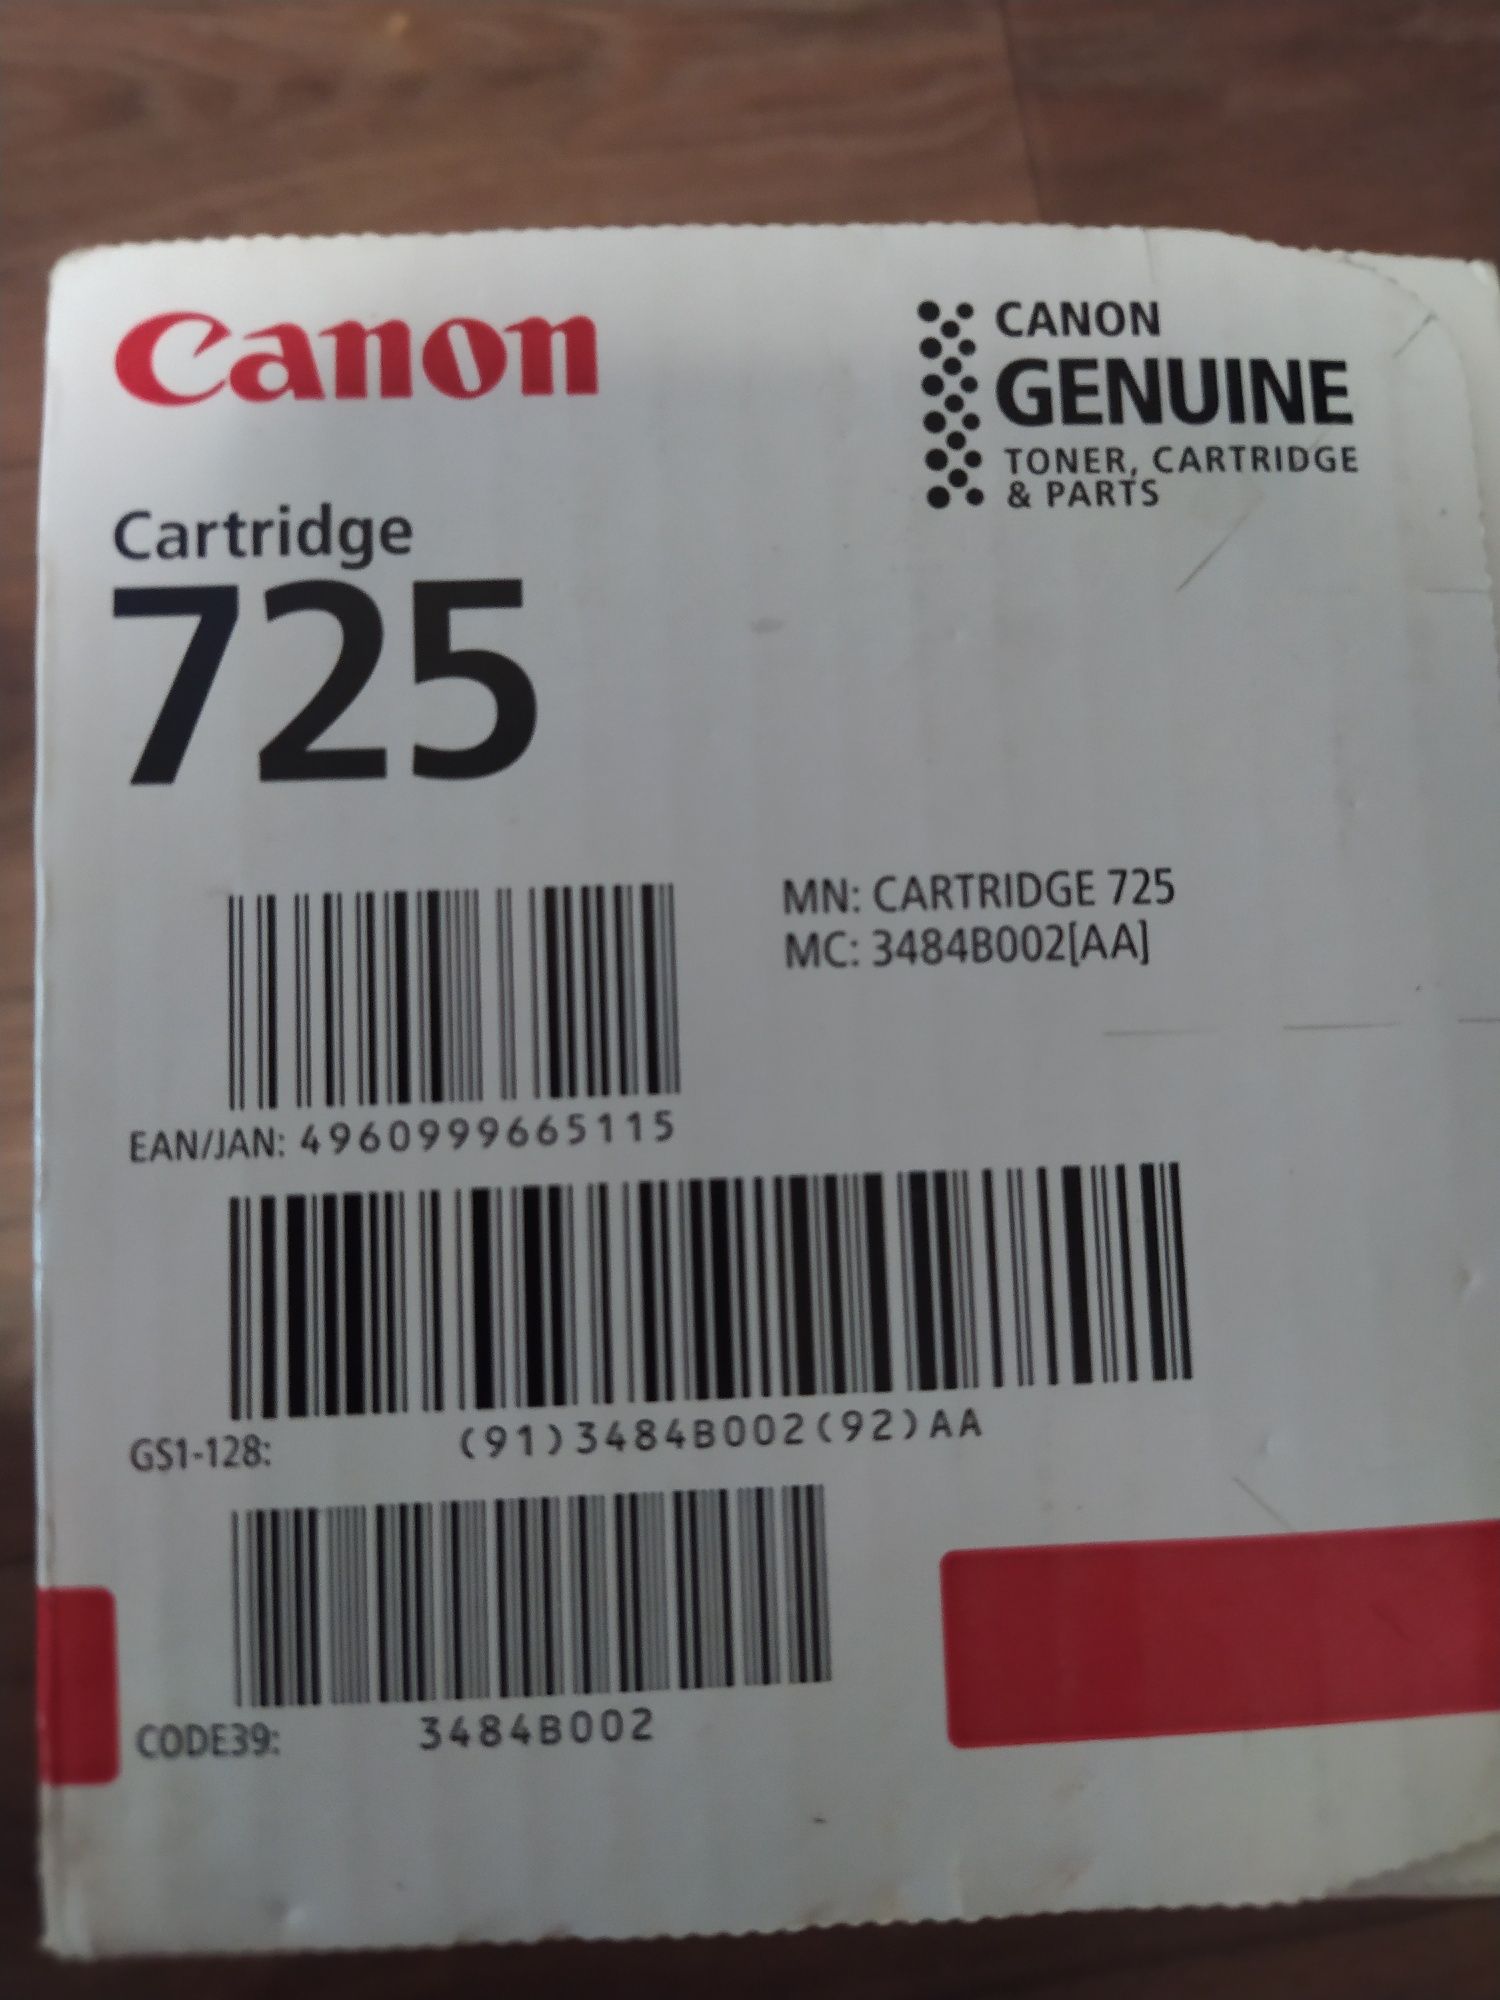 Canon
CANON
GENUINE
TONER, CARTRIDGE
& PARTS
Cartridge
725
MN: CARTRIDGE 725
MC: 3484B002[AA]
EAN/JAN: 4960999665115
GS1-128: (91)3484B002(92)AA
CODE39: 3484B002